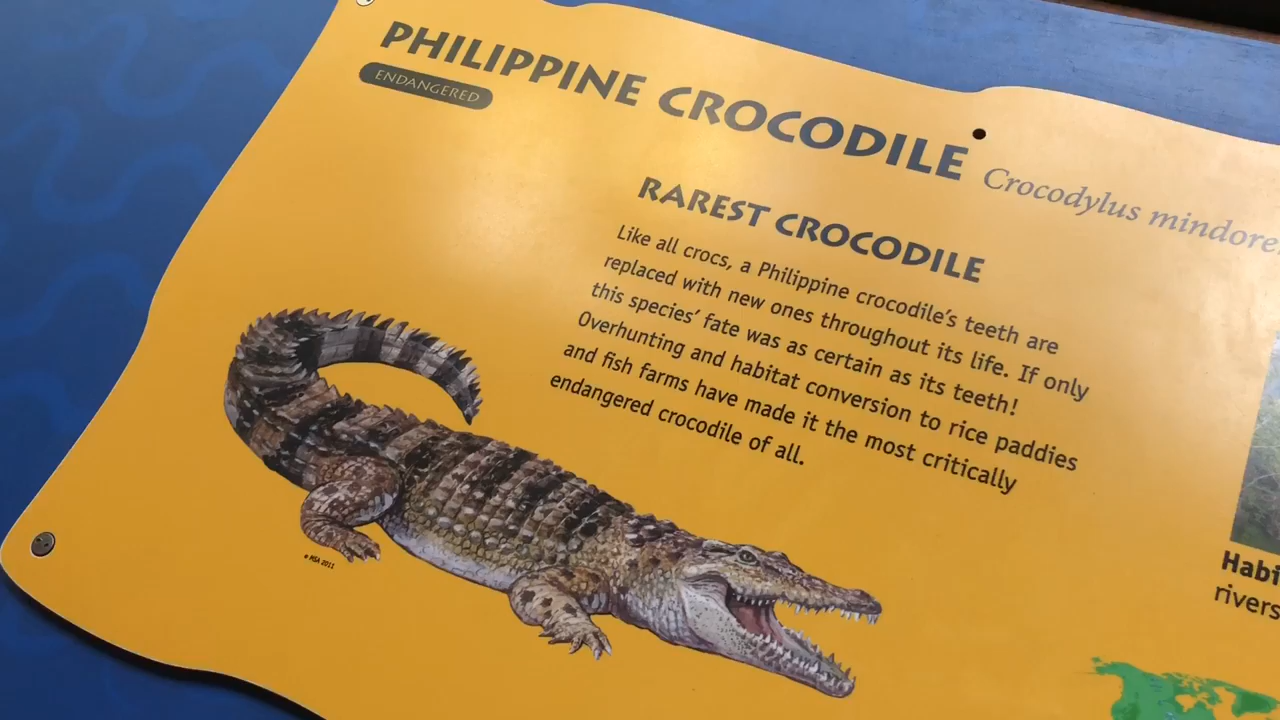 PHILIPPINE CROCODILE Crocodylus
ENDANGERED
RAREST CROCODILE
Like all crocs, a Philippine crocodile's teeth are
replaced with new ones throughout its life. If only
this species' fate was as certain as its teeth!
Overhunting and habitat conversion to rice paddies
and fish farms have made it the most critically
endangered crocodile of all.
© MSA 2011
rivers